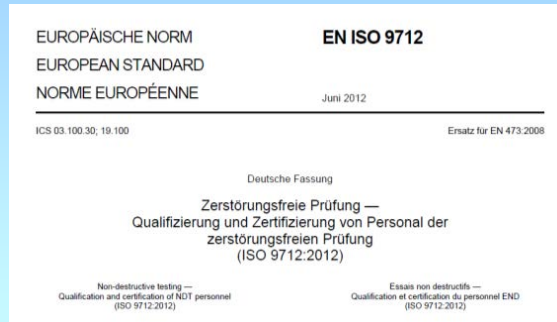 EUROPÄISCHE NORM
EN ISO 9712
EUROPEAN STANDARD
NORME EUROPÉENNE
Juni 2012
ICS 03.100.30; 19.100
Ersatz für EN 473:2008
Deutsche Fassung
Zerstörungsfreie Prüfung —
Qualifizierung und Zertifizierung von Personal der
zerstörungsfreien Prüfung
(ISO 9712:2012)
Non-destructive testing —
Qualification and certification of NDT personnel
(ISO 9712:2012)
Essais non destructifs —
Qualification et certification du personnel END
(ISO 9712:2012)